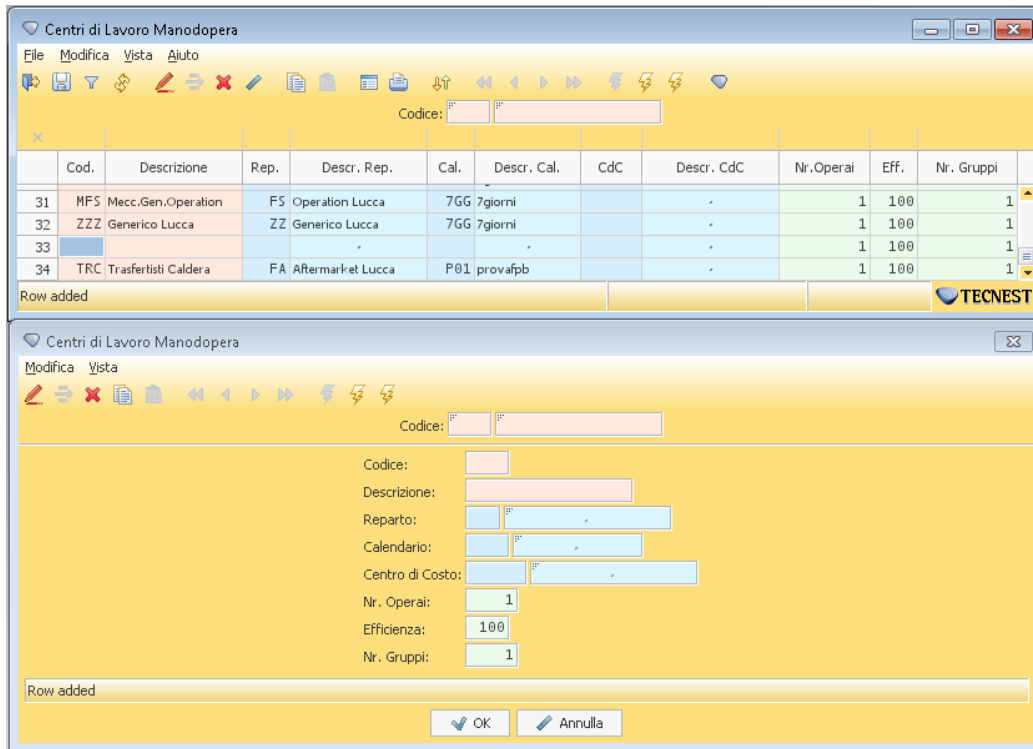 Centri di Lavoro Manodopera
File Modifica Vista Aiuto
Codice:
Cod. Descrizione Rep. Descr. Rep. Cal. Descr. Cal. CdC Descr. CdC Nr.Operai Eff. Nr. Gruppi
31 MFS Mecc.Gen.Operation FS Operation Lucca 7GG 7giorni 1 100 1
32 ZZZ Generico Lucca ZZ Generico Lucca 7GG 7giorni 1 100 1
33 1 100 1
34 TRC Trasfertisti Caldera FA Aftermarket Lucca P01 provafpb 1 100 1
Row added TECNEST
Centri di Lavoro Manodopera
Modifica Vista
Codice:
Codice:
Descrizione:
Reparto:
Calendario:
Centro di Costo:
Nr. Operai: 1
Efficienza: 100
Nr. Gruppi: 1
Row added
OK Annulla